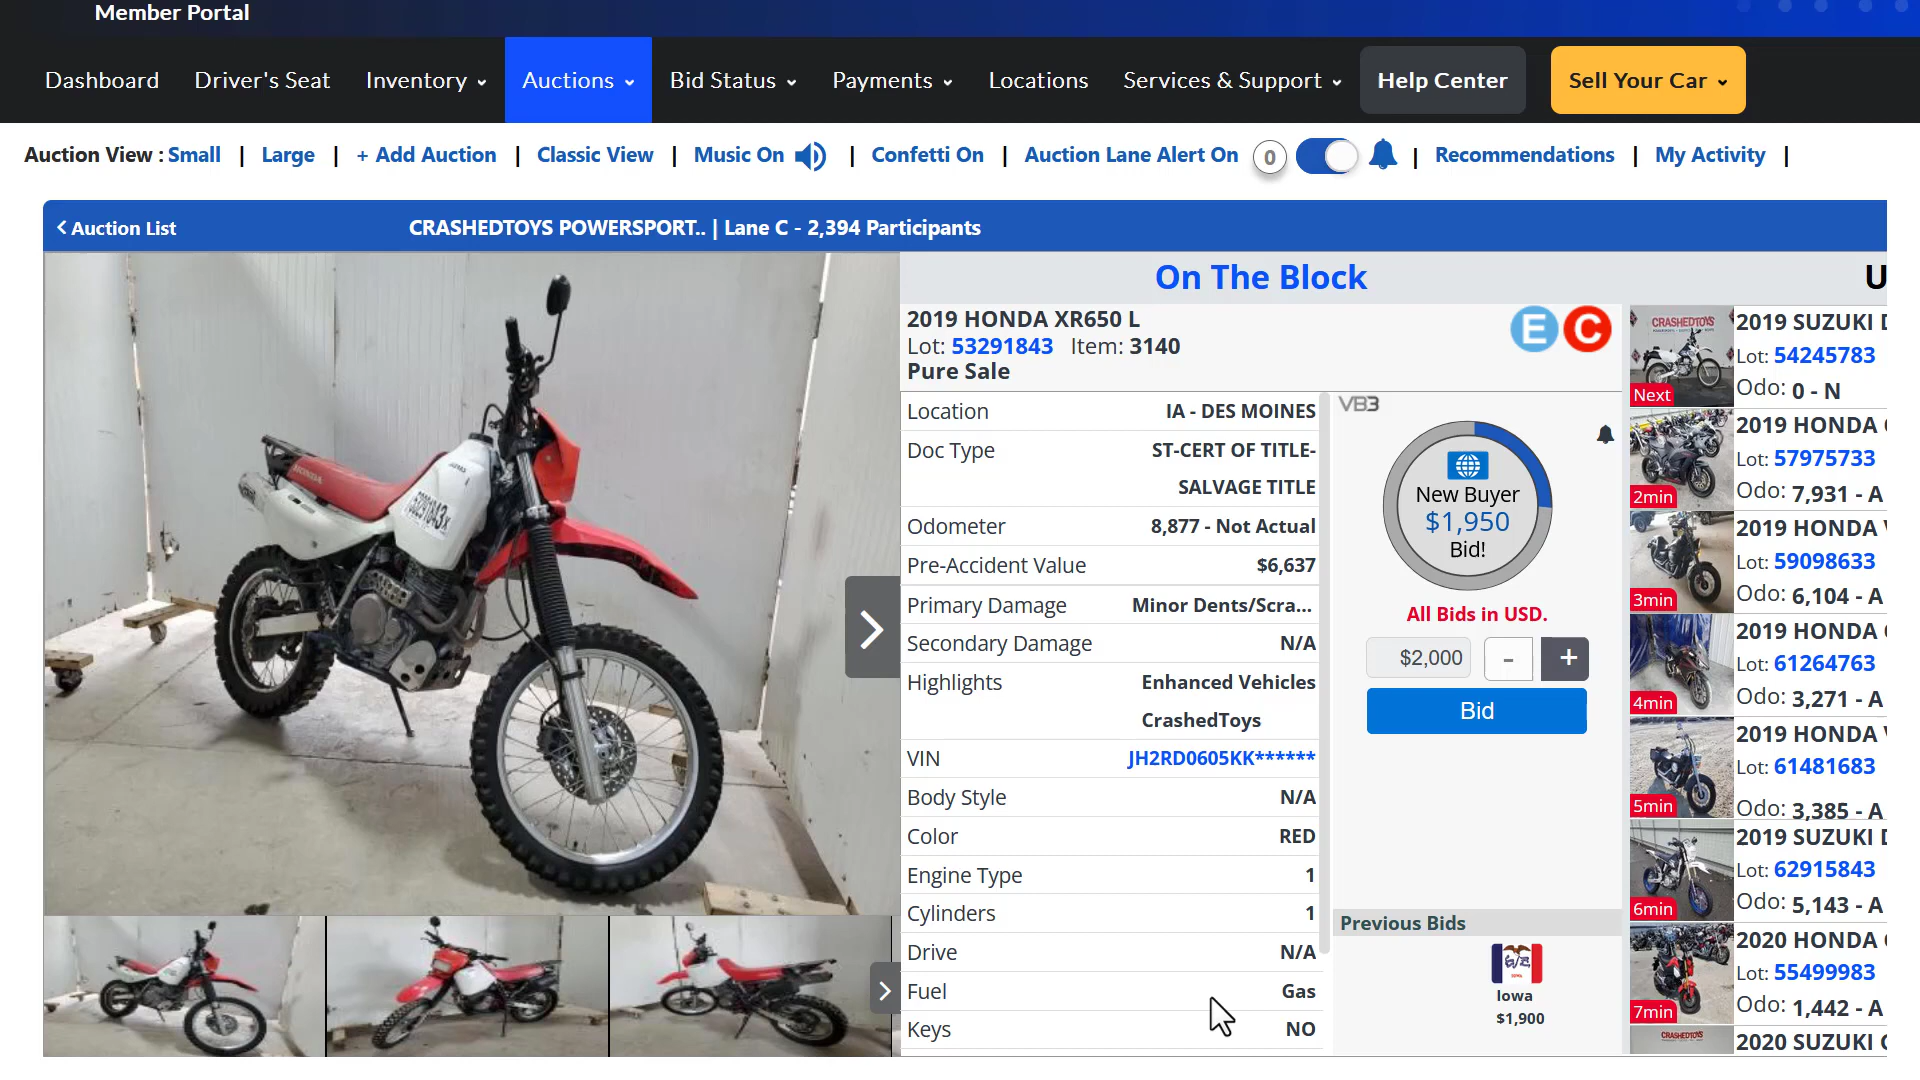 Member Portal
Dashboard Driver's Seat Inventory Auctions Bid Status Payments Locations Services & Support Help Center Sell Your Car
Auction View : Small | Large | + Add Auction | Classic View | Music On | Confetti On | Auction Lane Alert On 0 | Recommendations | My Activity |
Auction List
CRASHEDTOYS POWERSPORT.. | Lane C - 2,394 Participants
On The Block
U
2019 HONDA XR650 L
Lot: 53291843 Item: 3140
Pure Sale
E C
Location IA - DES MOINES
Doc Type ST-CERT OF TITLE-
SALVAGE TITLE
Odometer 8,877 - Not Actual
Pre-Accident Value $6,637
Primary Damage Minor Dents/Scra...
Secondary Damage N/A
Highlights Enhanced Vehicles
CrashedToys
VIN JH2RD0605KK******
Body Style N/A
Color RED
Engine Type 1
Cylinders 1
Drive N/A
Fuel Gas
Keys NO
VB3
New Buyer
$1,950
Bid!
All Bids in USD.
$2,000 - +
Bid
Previous Bids
Iowa
$1,900
2019 SUZUKI D
Lot: 54245783
Odo: 0 - N
Next
2019 HONDA
Lot: 57975733
Odo: 7,931 - A
2min
2019 HONDA V
Lot: 59098633
Odo: 6,104 - A
3min
2019 HONDA
Lot: 61264763
Odo: 3,271 - A
4min
2019 HONDA V
Lot: 61481683
Odo: 3,385 - A
5min
2019 SUZUKI D
Lot: 62915843
Odo: 5,143 - A
6min
2020 HONDA
Lot: 55499983
Odo: 1,442 - A
7min
2020 SUZUKI
CRASHEDTOYS
CRASHEDTOYS
HONDA
53291843